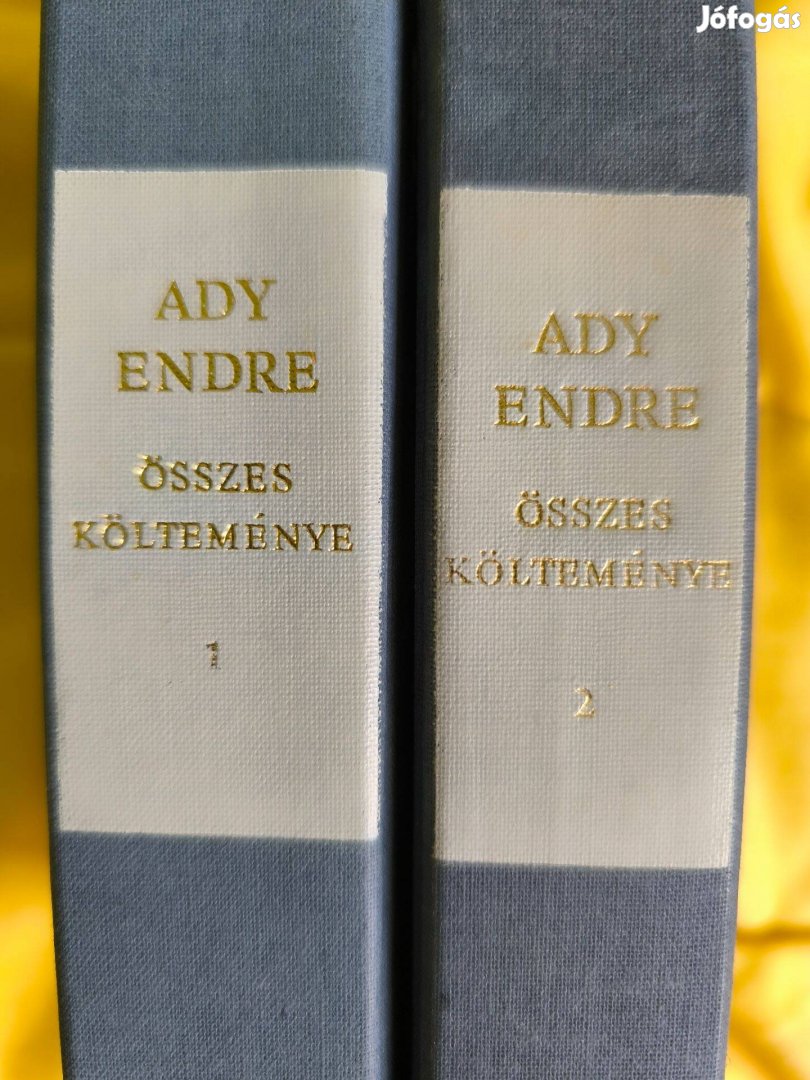 Jófogás
ADY
ENDRE
ÖSSZES
KÖLTEMÉNYE
1
ADY
ENDRE
ÖSSZES
KÖLTEMÉNYE
2